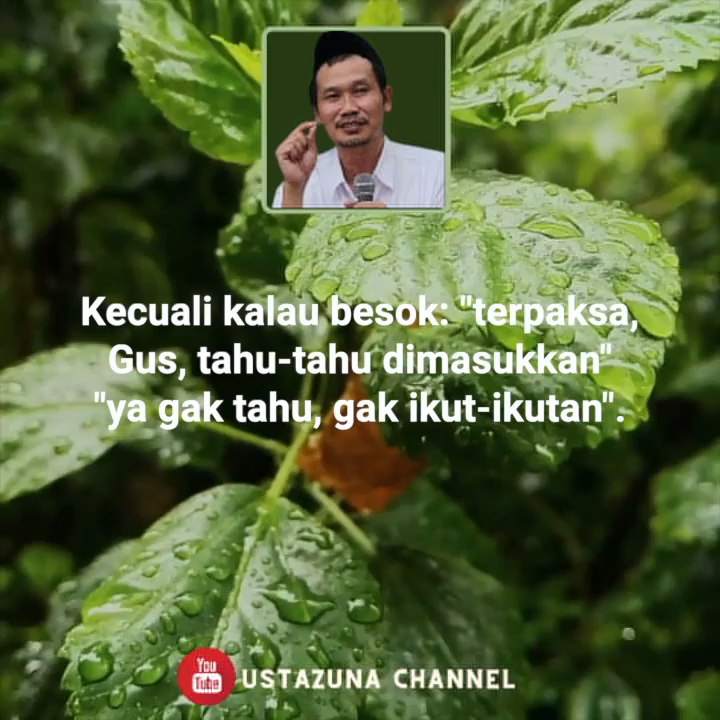 Kecuali kalau besok: "terpaksa,
Gus, tahu-tahu dimasukkan"
"ya gak tahu, gak ikut-ikutan".
You
Tube
USTAZUNA CHANNEL